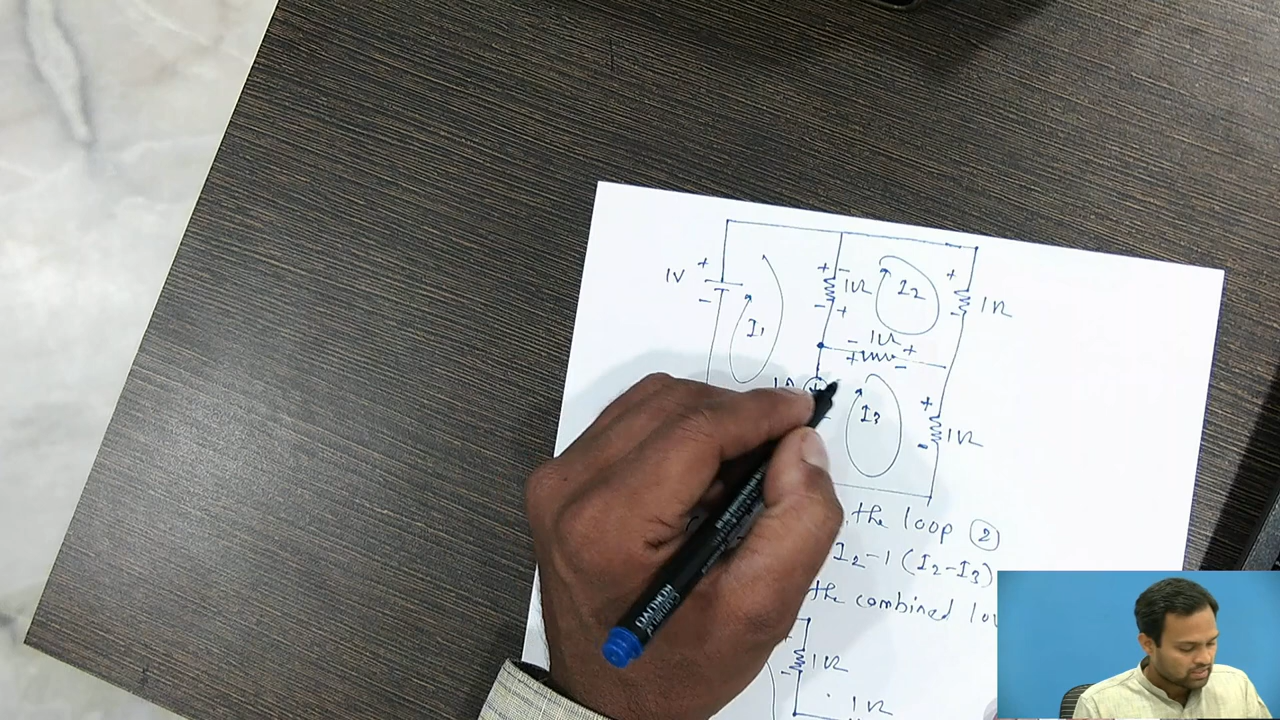 1V
+
-
I₁
+ -
1Ω
- +
I₂
+
-
1Ω
1Ω
- +
+ -
I₃
+
-
1Ω
the loop ②
I₂-1(I₂-I₃)
the combined
+
-
1Ω
1Ω
KOKUYO